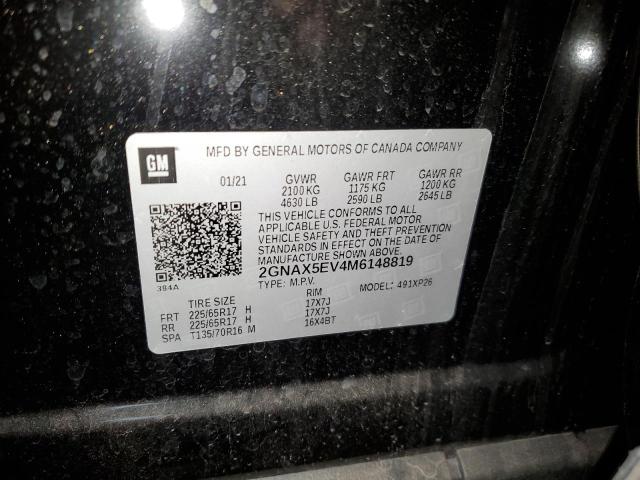 GM MFD BY GENERAL MOTORS OF CANADA COMPANY
01/21 GVWR GAWR FRT GAWR RR
2100 KG 1175 KG 1200 KG
4630 LB 2590 LB 2645 LB
THIS VEHICLE CONFORMS TO ALL
APPLICABLE U.S. FEDERAL MOTOR
VEHICLE SAFETY AND THEFT PREVENTION
STANDARDS IN EFFECT ON THE DATE OF
MANUFACTURE SHOWN ABOVE.
2GNAX5EV4M6148819
384A TYPE: M.P.V. MODEL: 491XP26
TIRE SIZE RIM
FRT 225/65R17 H 17X7J
RR 225/65R17 H 17X7J
SPA T135/70R16 M 16X4BT